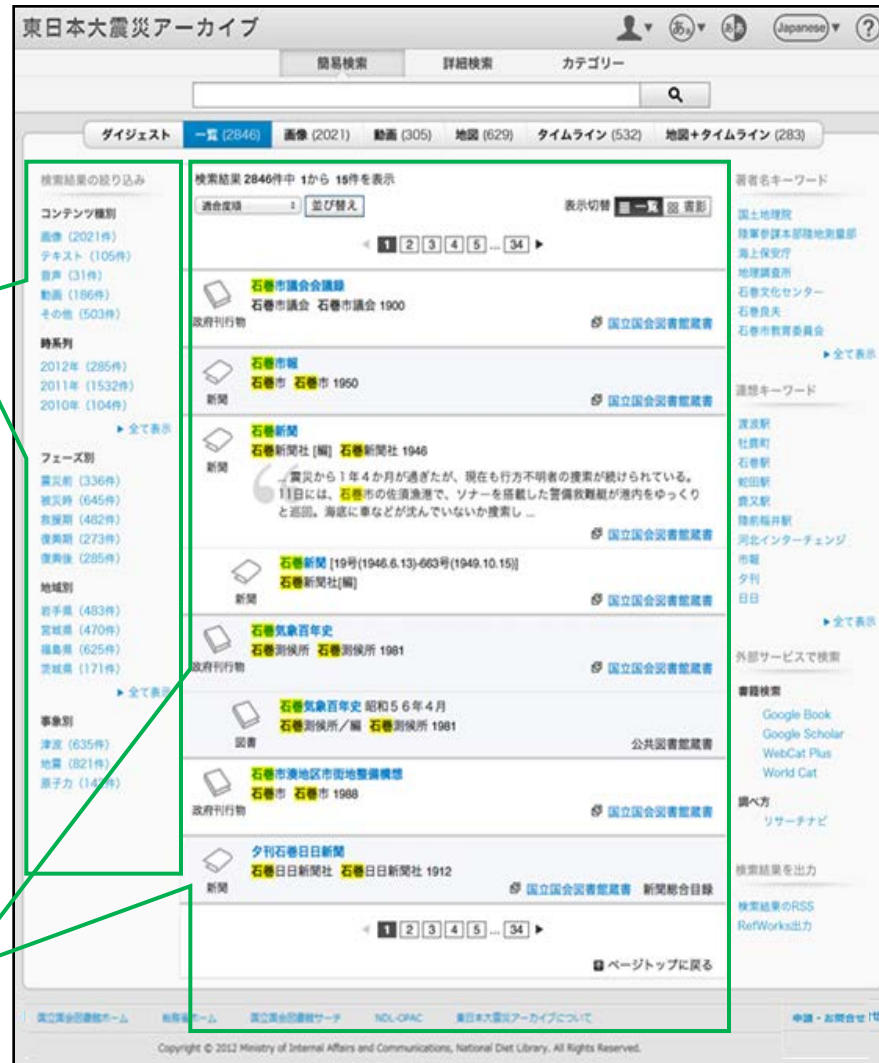 東日本大震災アーカイブ
あぁ
ああ
Japanese
?
簡易検索 詳細検索 カテゴリー
ダイジェスト 一覧 (2846) 画像 (2021) 動画 (305) 地図 (629) タイムライン (532) 地図+タイムライン (283)
検索結果の絞り込み
コンテンツ種別
画像 (2021件)
テキスト (105件)
音声 (31件)
動画 (186件)
その他 (503件)
時系列
2012年 (285件)
2011年 (1532件)
2010年 (104件)
▶ 全て表示
フェーズ別
震災前 (336件)
被災時 (645件)
救援期 (482件)
復興期 (273件)
復興後 (285件)
地域別
岩手県 (483件)
宮城県 (470件)
福島県 (625件)
茨城県 (171件)
▶ 全て表示
事象別
津波 (635件)
地震 (821件)
原子力
検索結果 2846件中 1から 15件を表示
適合度順 並び替え 表示切替 一覧 書影
1 2 3 4 5 ... 34 ▶
石巻市議会会議録
石巻市議会 石巻市議会 1900
政府刊行物 国立国会図書館蔵書
石巻市報
石巻市 石巻市 1950
新聞 国立国会図書館蔵書
石巻新聞
石巻新聞社 [編] 石巻新聞社 1946
新聞
... 震災から１年４か月が過ぎたが、現在も行方不明者の捜索が続けられている。
11日には、石巻市の佐須漁港で、ソナーを搭載した警備救難艇が港内をゆっくり
と巡回。海底に車などが沈んでいないか捜索し ...
国立国会図書館蔵書
石巻新聞 [19号(1946.6.13)-663号(1949.10.15)]
石巻新聞社[編]
新聞 国立国会図書館蔵書
石巻気象百年史
石巻測候所 石巻測候所 1981
政府刊行物 国立国会図書館蔵書
石巻気象百年史 昭和５６年４月
石巻測候所／編 石巻測候所 1981
図書 公共図書館蔵書
石巻市湊地区市街地整備構想
石巻市 石巻市 1988
政府刊行物 国立国会図書館蔵書
夕刊石巻日日新聞
石巻日日新聞社 石巻日日新聞社 1912
新聞 国立国会図書館蔵書 新聞総合目録
1 2 3 4 5 ... 34 ▶
ページトップに戻る
著者名キーワード
国土地理院
陸軍参謀本部陸地測量部
海上保安庁
地理調査所
石巻文化センター
石巻良夫
石巻市教育委員会
▶ 全て表示
連想キーワード
渡波駅
牡鹿町
石巻駅
蛇田駅
鹿又駅
陸前稲井駅
河北インターチェンジ
市報
夕刊
日日
▶ 全て表示
外部サービスで検索
書籍検索
Google Book
Google Scholar
WebCat Plus
World Cat
調べ方
リサーチナビ
検索結果を出力
検索結果のRSS
RefWorks出力
国立国会図書館ホーム 総務省ホーム 国立国会図書館サーチ NDL-OPAC 東日本大震災アーカイブについて 申請・お問合せ
Copyright © 2012 Ministry of Internal Affairs and Communications, National Diet Library. All Rights Reserved.